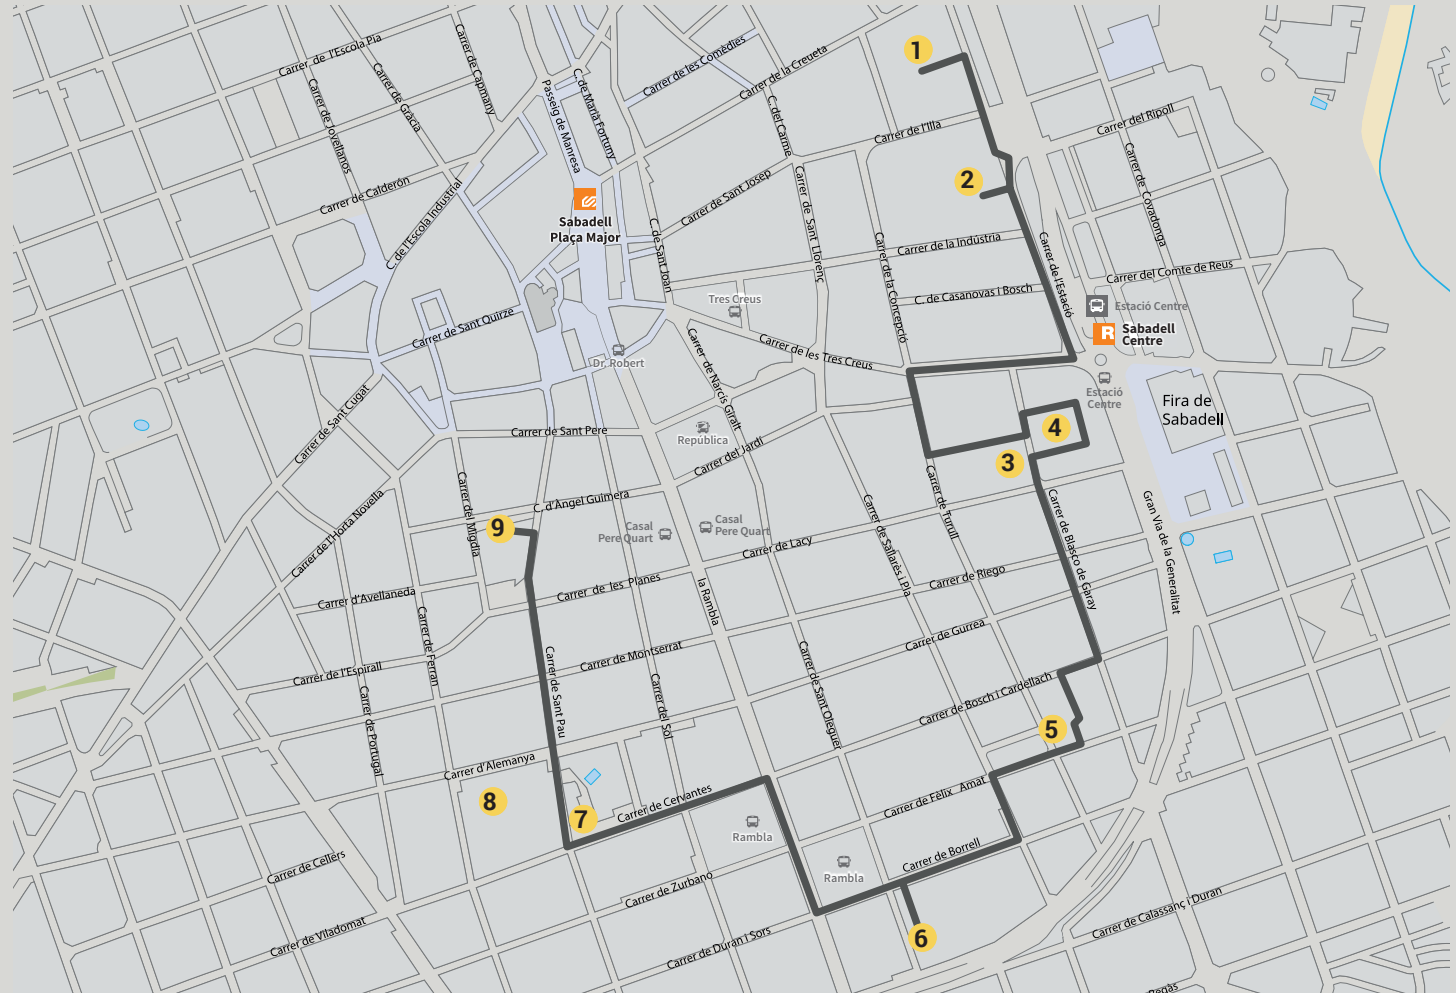 Carrer de l'Escola Pia
Carrer de Capmany
Carrer de Gràcia
Carrer de Jovellanos
Passeig de Manresa
C. de Marià Fortuny
Carrer de les Comèdies
Carrer de la Creueta
C. del Carme
1
Carrer de l'Illa
Carrer del Ripoll
Carrer de Covadonga
2
Carrer de Calderón
C. de l'Escola Industrial
Sabadell
Plaça Major
Carrer de Sant Josep
C. de Sant Joan
Carrer de Sant Llorenç
Carrer de la Concepció
Carrer de la Indústria
C. de Casanovas i Bosch
Carrer de l'Estació
Carrer del Comte de Reus
Estació Centre
Sabadell
Centre
R
Tres Creus
Carrer de Sant Quirze
Dr. Robert
Carrer de Narcís Giralt
Carrer de les Tres Creus
Estació
Centre
Fira de
Sabadell
Carrer de Sant Cugat
Carrer de Sant Pere
República
Carrer del Jardí
4
3
Carrer de l'Horta Novella
Carrer del Migdia
C. d'Àngel Guimerà
9
Casal
Pere Quart
Casal
Pere Quart
Carrer de Lacy
Carrer de Sallarès i Pla
Carrer de Turull
Carrer de Blasco de Garay
Gran Via de la Generalitat
Carrer d'Avellaneda
Carrer de les Planes
Carrer de Riego
la Rambla
Carrer de Ferran
Carrer de l'Espirall
Carrer de Sant Pau
Carrer de Montserrat
Carrer de Gurrea
Carrer de Portugal
Carrer del Sol
Carrer de Sant Oleguer
Carrer de Bosch i Cardellach
5
Carrer d'Alemanya
8
7
Carrer de Cervantes
Carrer de Fèlix Amat
Rambla
Carrer de Borrell
Rambla
Carrer de Cellers
Carrer de Zurbano
Carrer de Calassanç i Duran
Carrer de Viladomat
Carrer de Duran i Sors
6